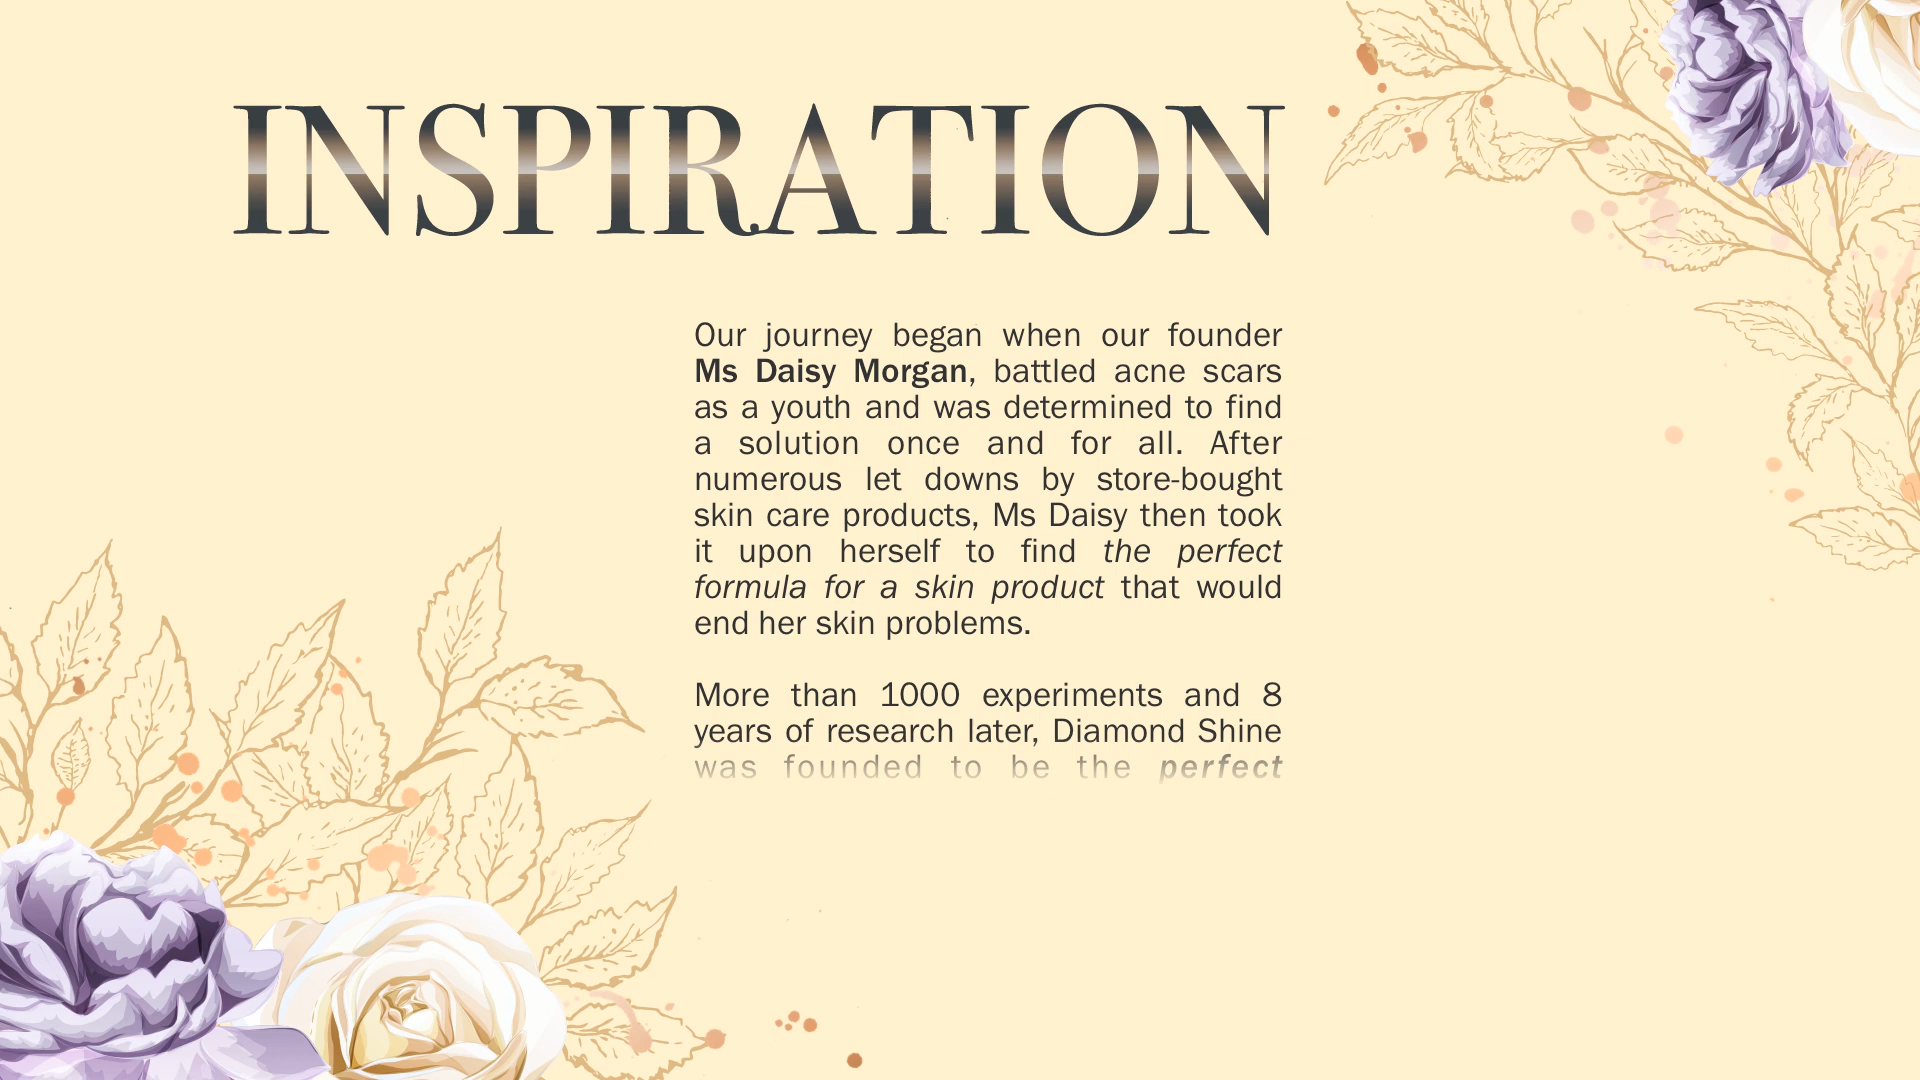 INSPIRATION
Our journey began when our founder
Ms Daisy Morgan, battled acne scars
as a youth and was determined to find
a solution once and for all. After
numerous let downs by store-bought
skin care products, Ms Daisy then took
it upon herself to find the perfect
formula for a skin product that would
end her skin problems.
More than 1000 experiments and 8
years of research later, Diamond Shine
was founded to be the perfect